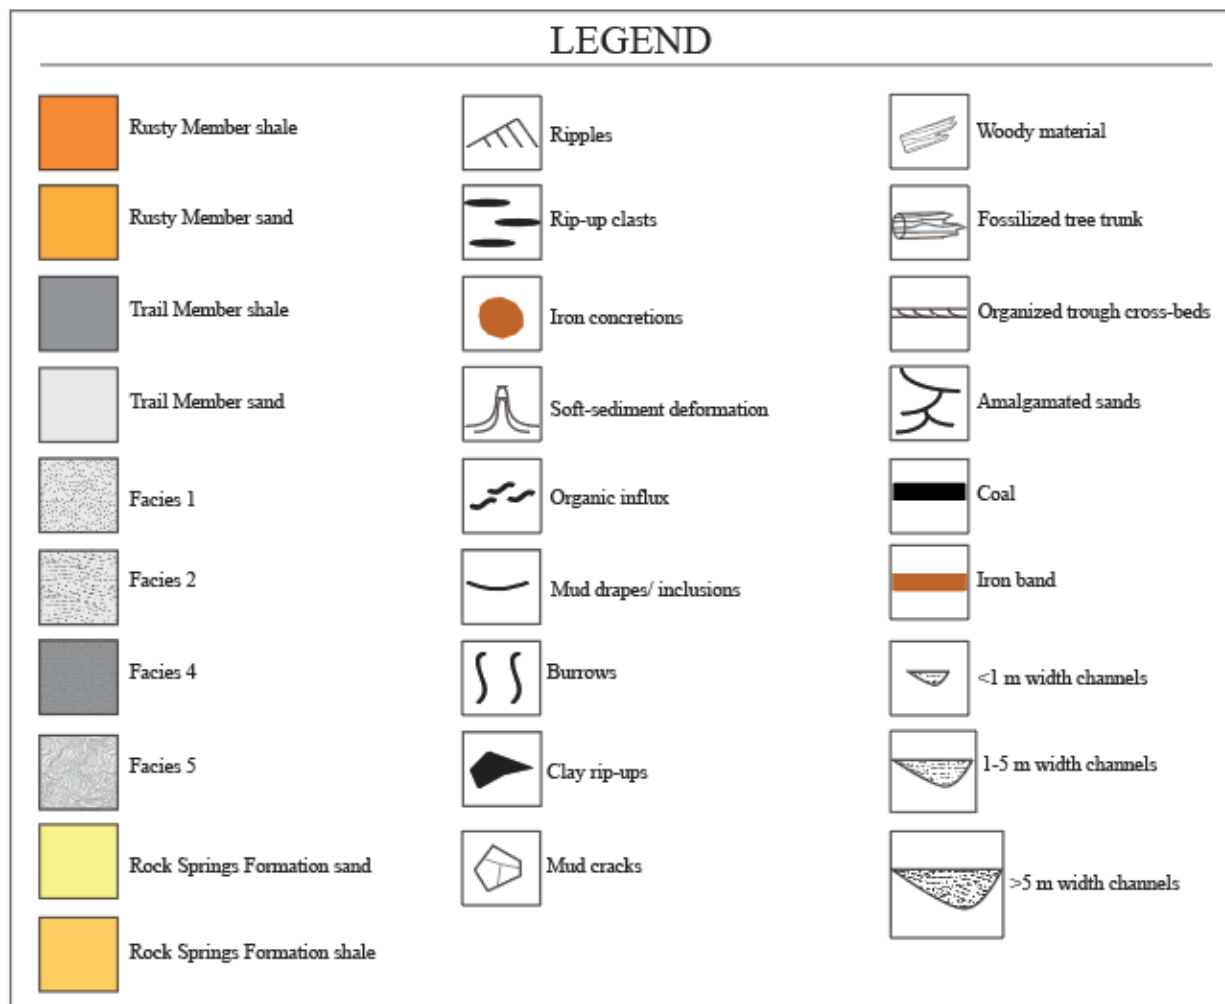 LEGEND
Rusty Member shale
Rusty Member sand
Trail Member shale
Trail Member sand
Facies 1
Facies 2
Facies 4
Facies 5
Rock Springs Formation sand
Rock Springs Formation shale
Ripples
Rip-up clasts
Iron concretions
Soft-sediment deformation
Organic influx
Mud drapes/ inclusions
Burrows
Clay rip-ups
Mud cracks
Woody material
Fossilized tree trunk
Organized trough cross-beds
Amalgamated sands
Coal
Iron band
<1 m width channels
1-5 m width channels
>5 m width channels